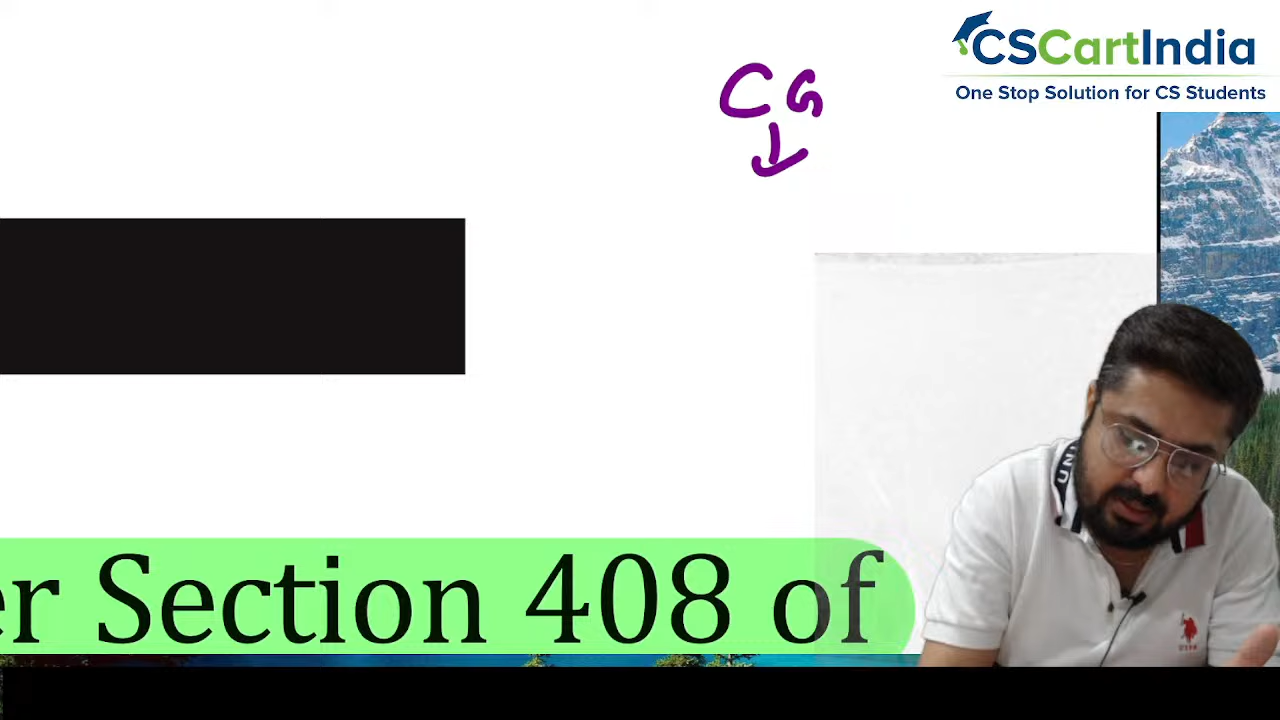 CG
CSCartIndia
One Stop Solution for CS Students
er Section 408 of